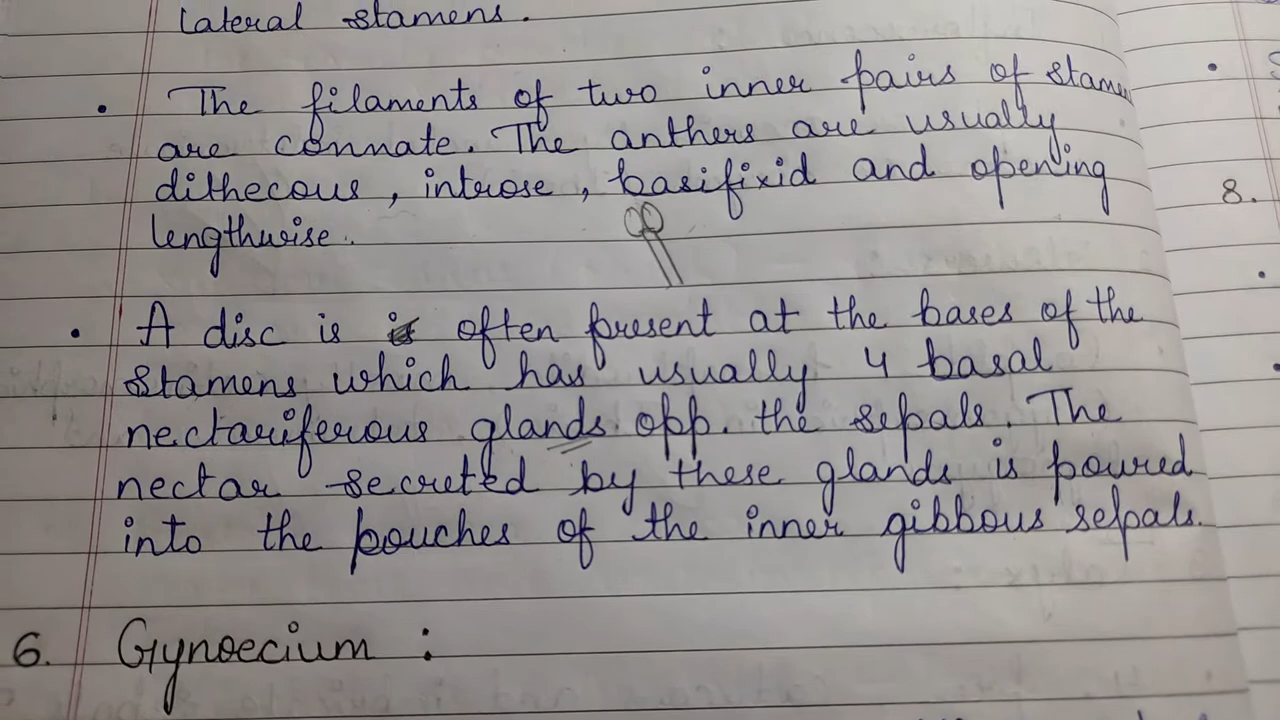 lateral stamens.
• The filaments of two inner pairs of stamen
are connate. The anthers are usually
dithecous, introse, basifixid and opening
lengthwise.
• A disc is is often present at the bases of the
stamens which has usually 4 basal
nectariferous glands opp. the sepals. The
nectar secreted by these glands is poured
into the pouches of the inner gibbous sepals.
6. Gynoecium :
8.